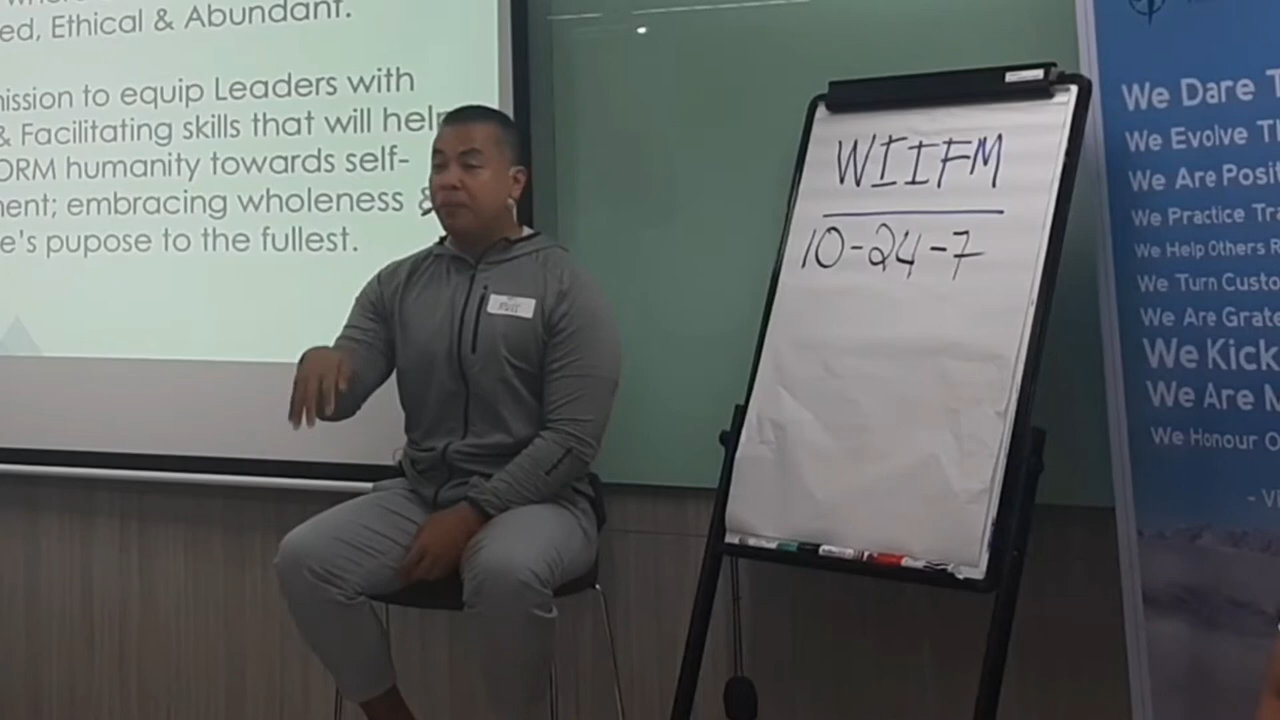 ed, Ethical & Abundant.
ission to equip Leaders with
& Facilitating skills that will help
ORM humanity towards self-
ent; embracing wholeness &
e's pupose to the fullest.
WIIFM
10-24-7
We Dare T
We Evolve Th
We Are Posit
We Practice Tra
We Help Others R
We Turn Custo
We Are Grate
We Kick
We Are M
We Honour O